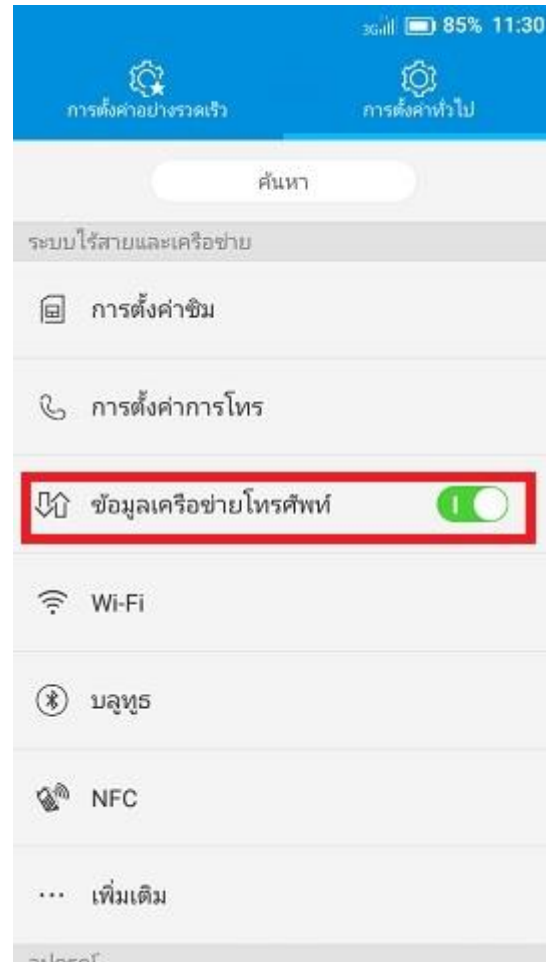 3G 85% 11:30
การตั้งค่าอย่างรวดเร็ว การตั้งค่าทั่วไป
ค้นหา
ระบบไร้สายและเครือข่าย
การตั้งค่าซิม
การตั้งค่าการโทร
ข้อมูลเครือข่ายโทรศัพท์
Wi-Fi
บลูทูธ
NFC
เพิ่มเติม